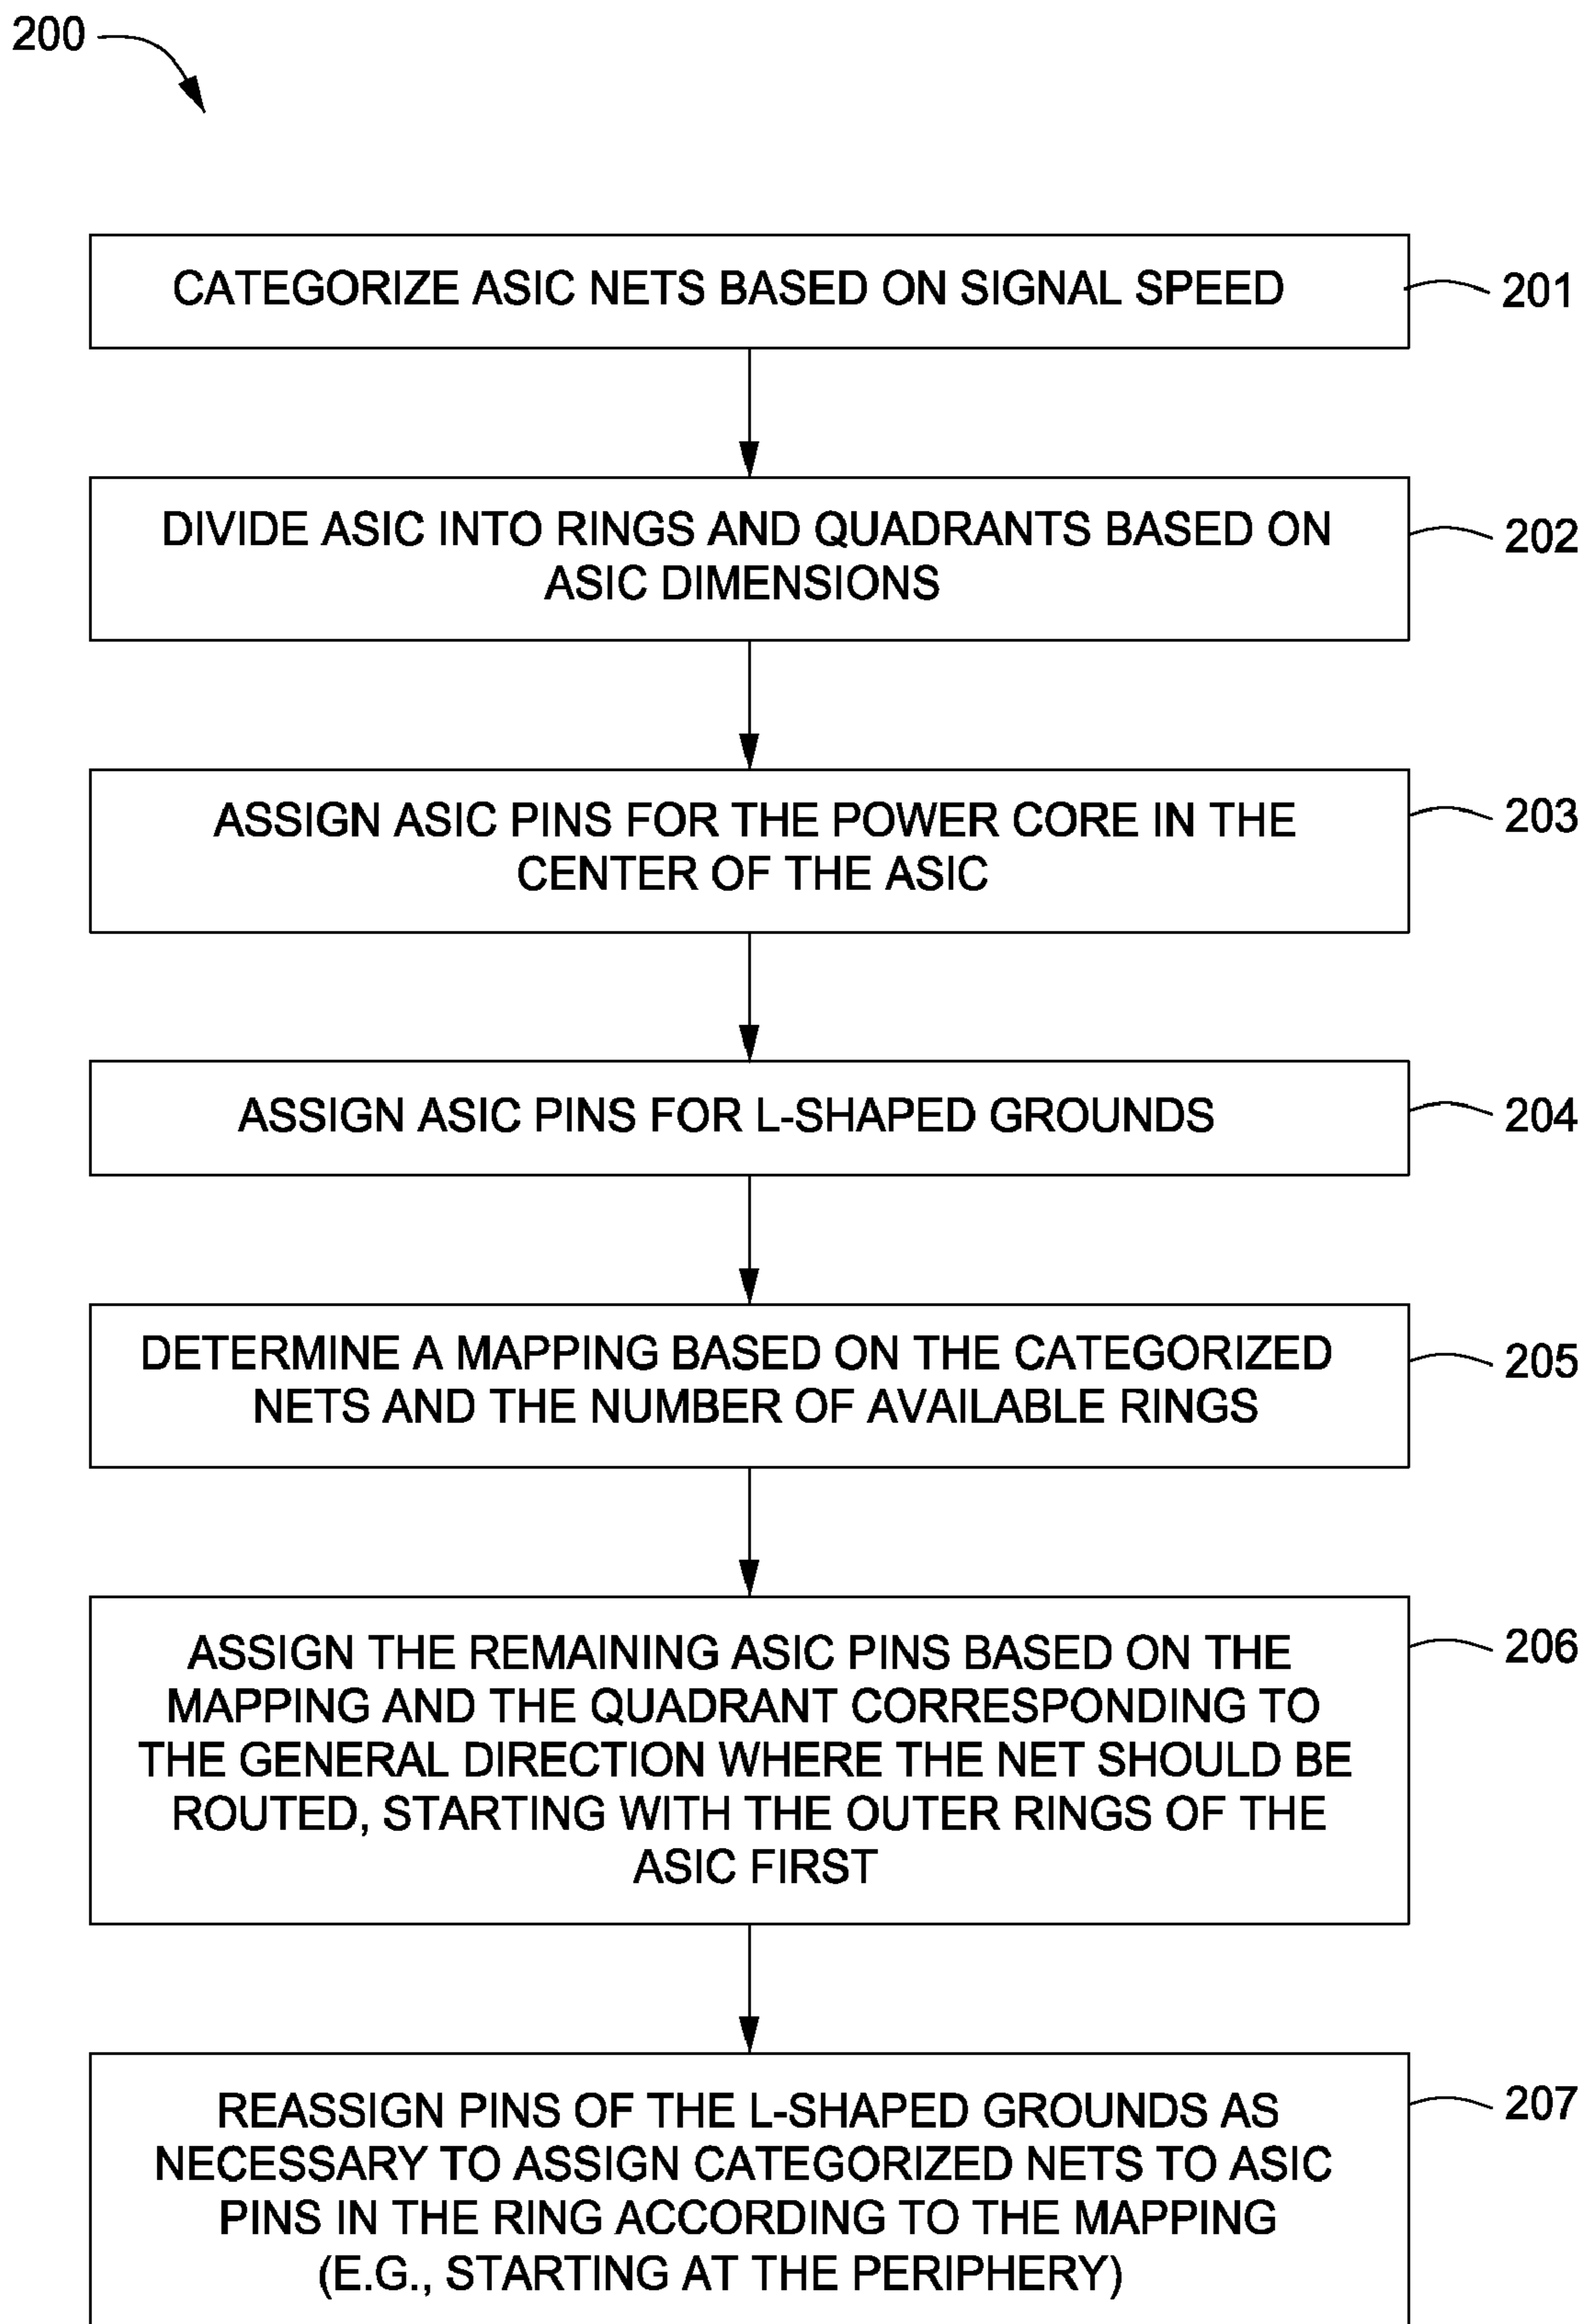 200
CATEGORIZE ASIC NETS BASED ON SIGNAL SPEED
201
DIVIDE ASIC INTO RINGS AND QUADRANTS BASED ON
ASIC DIMENSIONS
202
ASSIGN ASIC PINS FOR THE POWER CORE IN THE
CENTER OF THE ASIC
203
ASSIGN ASIC PINS FOR L-SHAPED GROUNDS
204
DETERMINE A MAPPING BASED ON THE CATEGORIZED
NETS AND THE NUMBER OF AVAILABLE RINGS
205
ASSIGN THE REMAINING ASIC PINS BASED ON THE
MAPPING AND THE QUADRANT CORRESPONDING TO
THE GENERAL DIRECTION WHERE THE NET SHOULD BE
ROUTED, STARTING WITH THE OUTER RINGS OF THE
ASIC FIRST
206
REASSIGN PINS OF THE L-SHAPED GROUNDS AS
NECESSARY TO ASSIGN CATEGORIZED NETS TO ASIC
PINS IN THE RING ACCORDING TO THE MAPPING
(E.G., STARTING AT THE PERIPHERY)
207